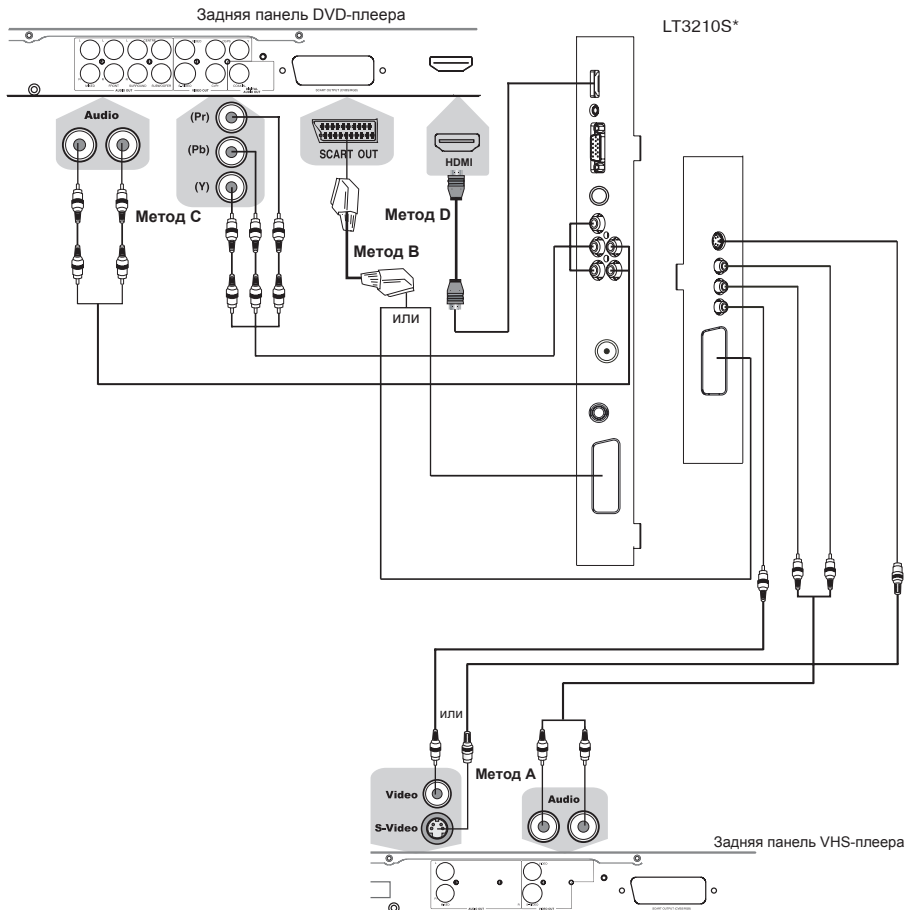 Задняя панель DVD-плеера
LT3210S*
Audio
(Pr)
(Pb)
(Y)
SCART OUT
HDMI
Метод C
Метод D
Метод B
или
или
Метод A
Video
S-Video
Audio
Задняя панель VHS-плеера